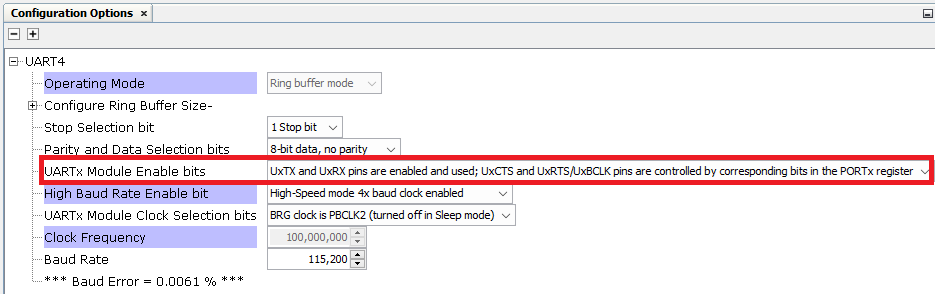 Configuration Options
UART4
Operating Mode Ring buffer mode
Configure Ring Buffer Size-
Stop Selection bit 1 Stop bit
Parity and Data Selection bits 8-bit data, no parity
UARTx Module Enable bits UxTX and UxRX pins are enabled and used; UxCTS and UxRTS/UxBCLK pins are controlled by corresponding bits in the PORTx register
High Baud Rate Enable bit High-Speed mode 4x baud clock enabled
UARTx Module Clock Selection bits BRG clock is PBCLK2 (turned off in Sleep mode)
Clock Frequency 100,000,000
Baud Rate 115,200
*** Baud Error = 0.0061 % ***